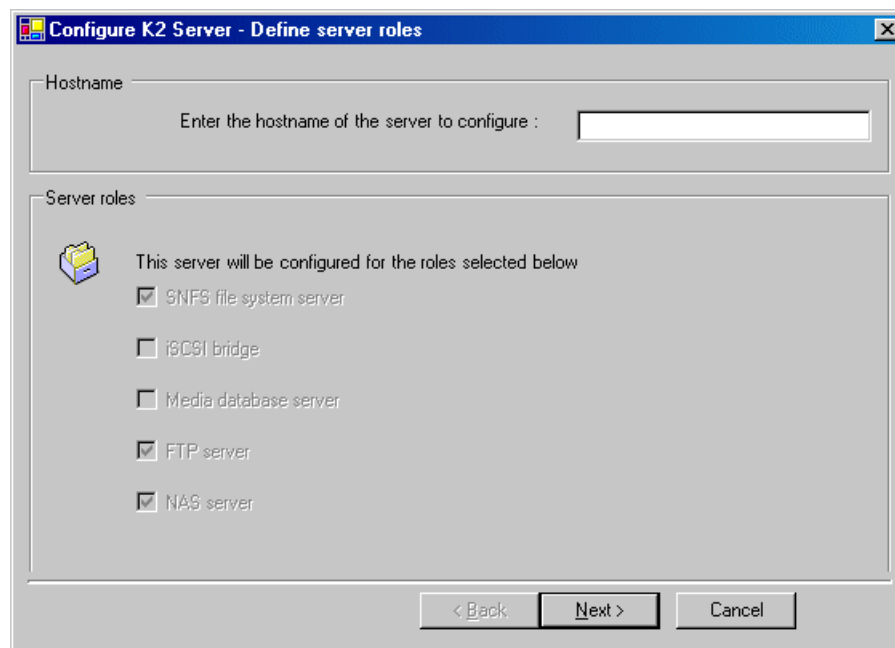 Configure K2 Server - Define server roles
Hostname
Enter the hostname of the server to configure :
Server roles
This server will be configured for the roles selected below
SNFS file system server
iSCSI bridge
Media database server
FTP server
NAS server
< Back
Next >
Cancel